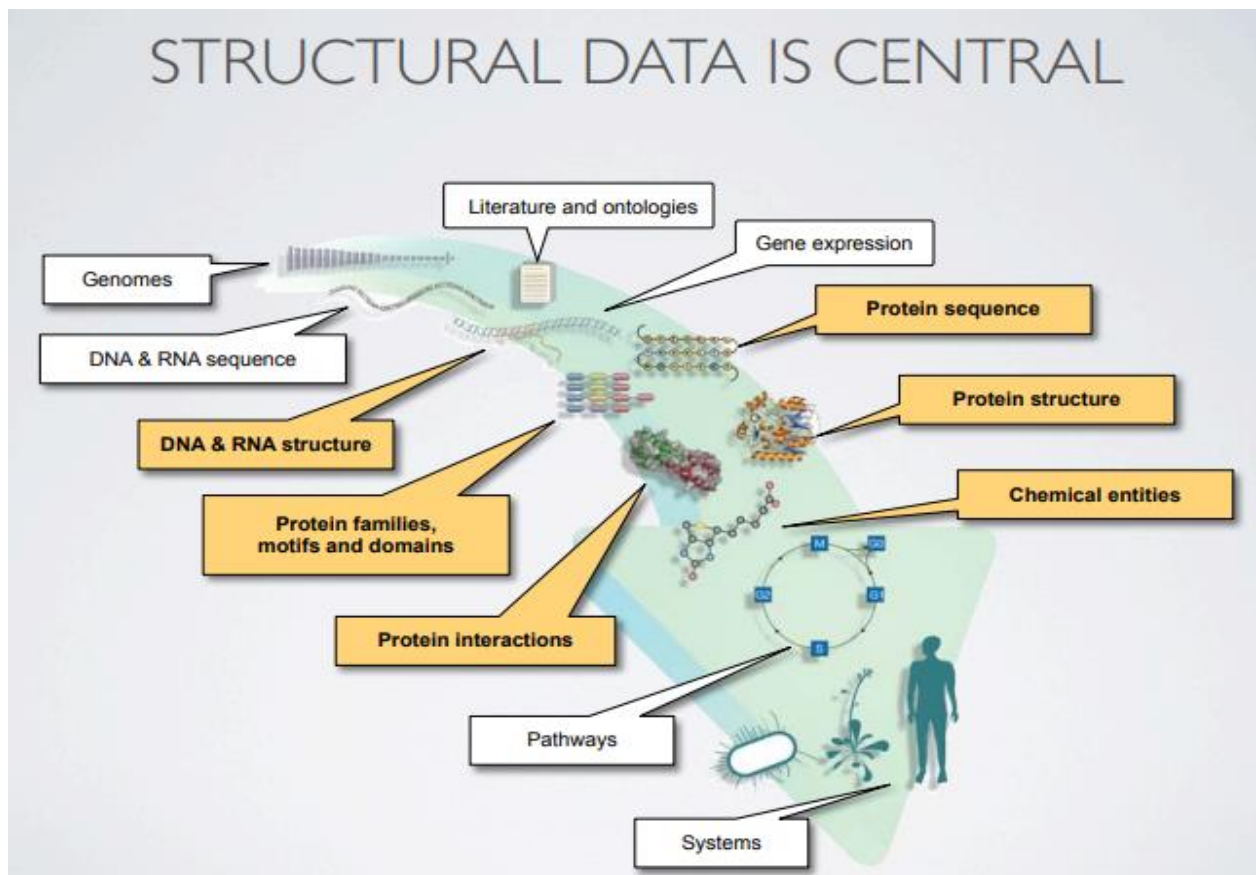 STRUCTURAL DATA IS CENTRAL
Literature and ontologies
Gene expression
Genomes
Protein sequence
DNA & RNA sequence
Protein structure
DNA & RNA structure
Chemical entities
Protein families,
motifs and domains
M
G0
G2
G1
Protein interactions
S
Pathways
Systems